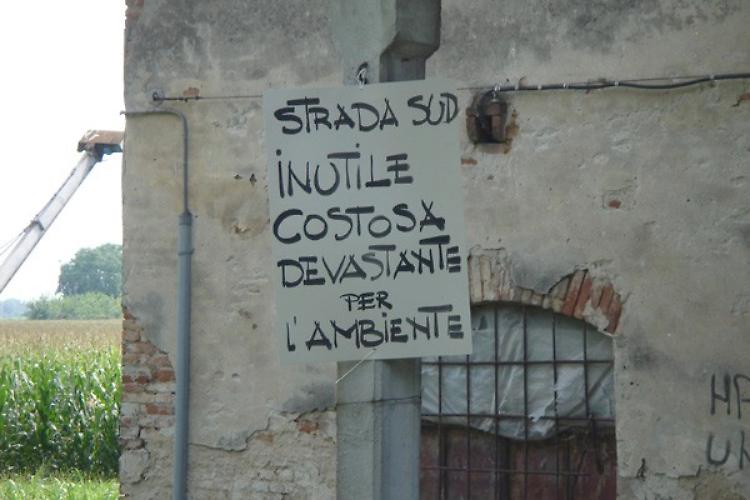 STRADA SUD
iNUTiLE
COSTOSA
DEVASTANTE
PER
L'AMBiENTE